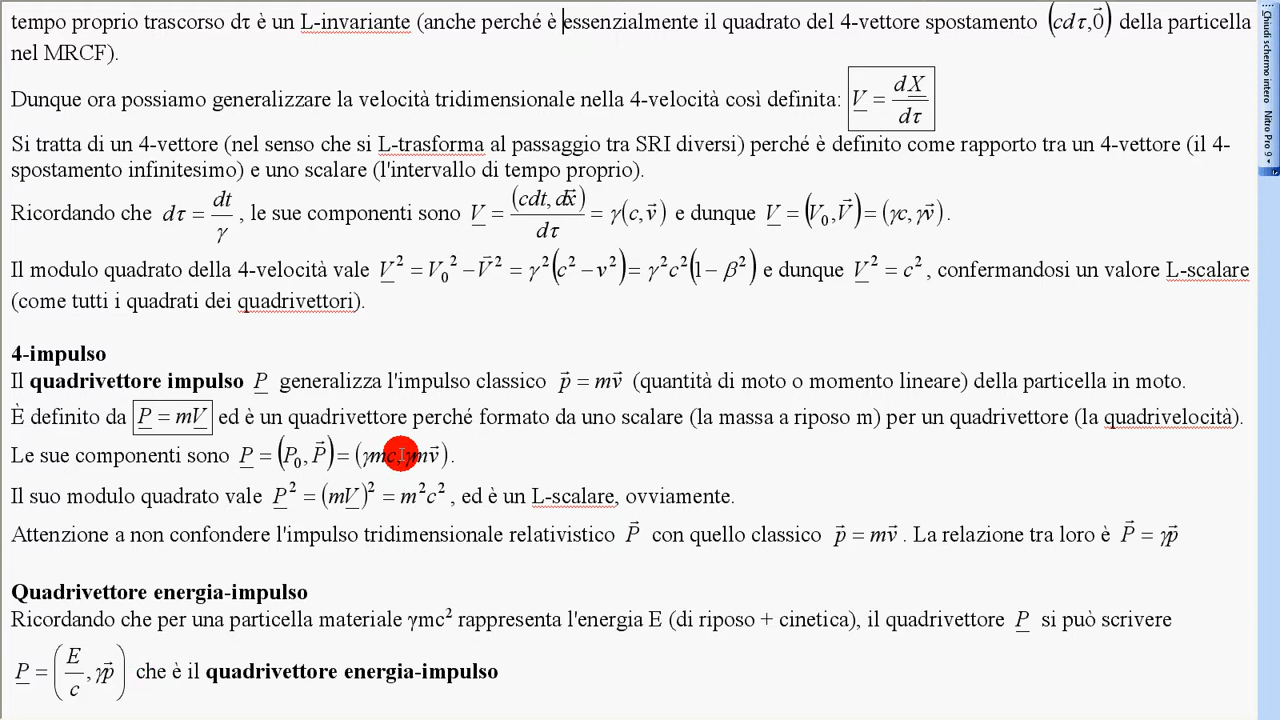 tempo proprio trascorso dτ è un L-invariante (anche perché è essenzialmente il quadrato del 4-vettore spostamento (cdτ,0⃗) della particella
nel MRCF).
Dunque ora possiamo generalizzare la velocità tridimensionale nella 4-velocità così definita: V = dX/dτ
Si tratta di un 4-vettore (nel senso che si L-trasforma al passaggio tra SRI diversi) perché è definito come rapporto tra un 4-vettore (il 4-
spostamento infinitesimo) e uno scalare (l'intervallo di tempo proprio).
Ricordando che dτ = dt/γ , le sue componenti sono V = (cdt, dx⃗)/dτ = γ(c,v⃗) e dunque V = (V₀,V⃗) = (γc,γv⃗).
Il modulo quadrato della 4-velocità vale V² = V₀² − V⃗² = γ²(c² − v²) = γ²c²(1 − β²) e dunque V² = c² , confermandosi un valore L-scalare
(come tutti i quadrati dei quadrivettori).
4-impulso
Il quadrivettore impulso P generalizza l'impulso classico p⃗ = mv⃗ (quantità di moto o momento lineare) della particella in moto.
È definito da P = mV ed è un quadrivettore perché formato da uno scalare (la massa a riposo m) per un quadrivettore (la quadrivelocità).
Le sue componenti sono P = (P₀,P⃗) = (γmc,γmv⃗).
Il suo modulo quadrato vale P² = (mV)² = m²c² , ed è un L-scalare, ovviamente.
Attenzione a non confondere l'impulso tridimensionale relativistico P⃗ con quello classico p⃗ = mv⃗ . La relazione tra loro è P⃗ = γp⃗
Quadrivettore energia-impulso
Ricordando che per una particella materiale γmc² rappresenta l'energia E (di riposo + cinetica), il quadrivettore P si può scrivere
P = (E/c, γp⃗) che è il quadrivettore energia-impulso
Chiudi schermo intero Nitro Pro 9